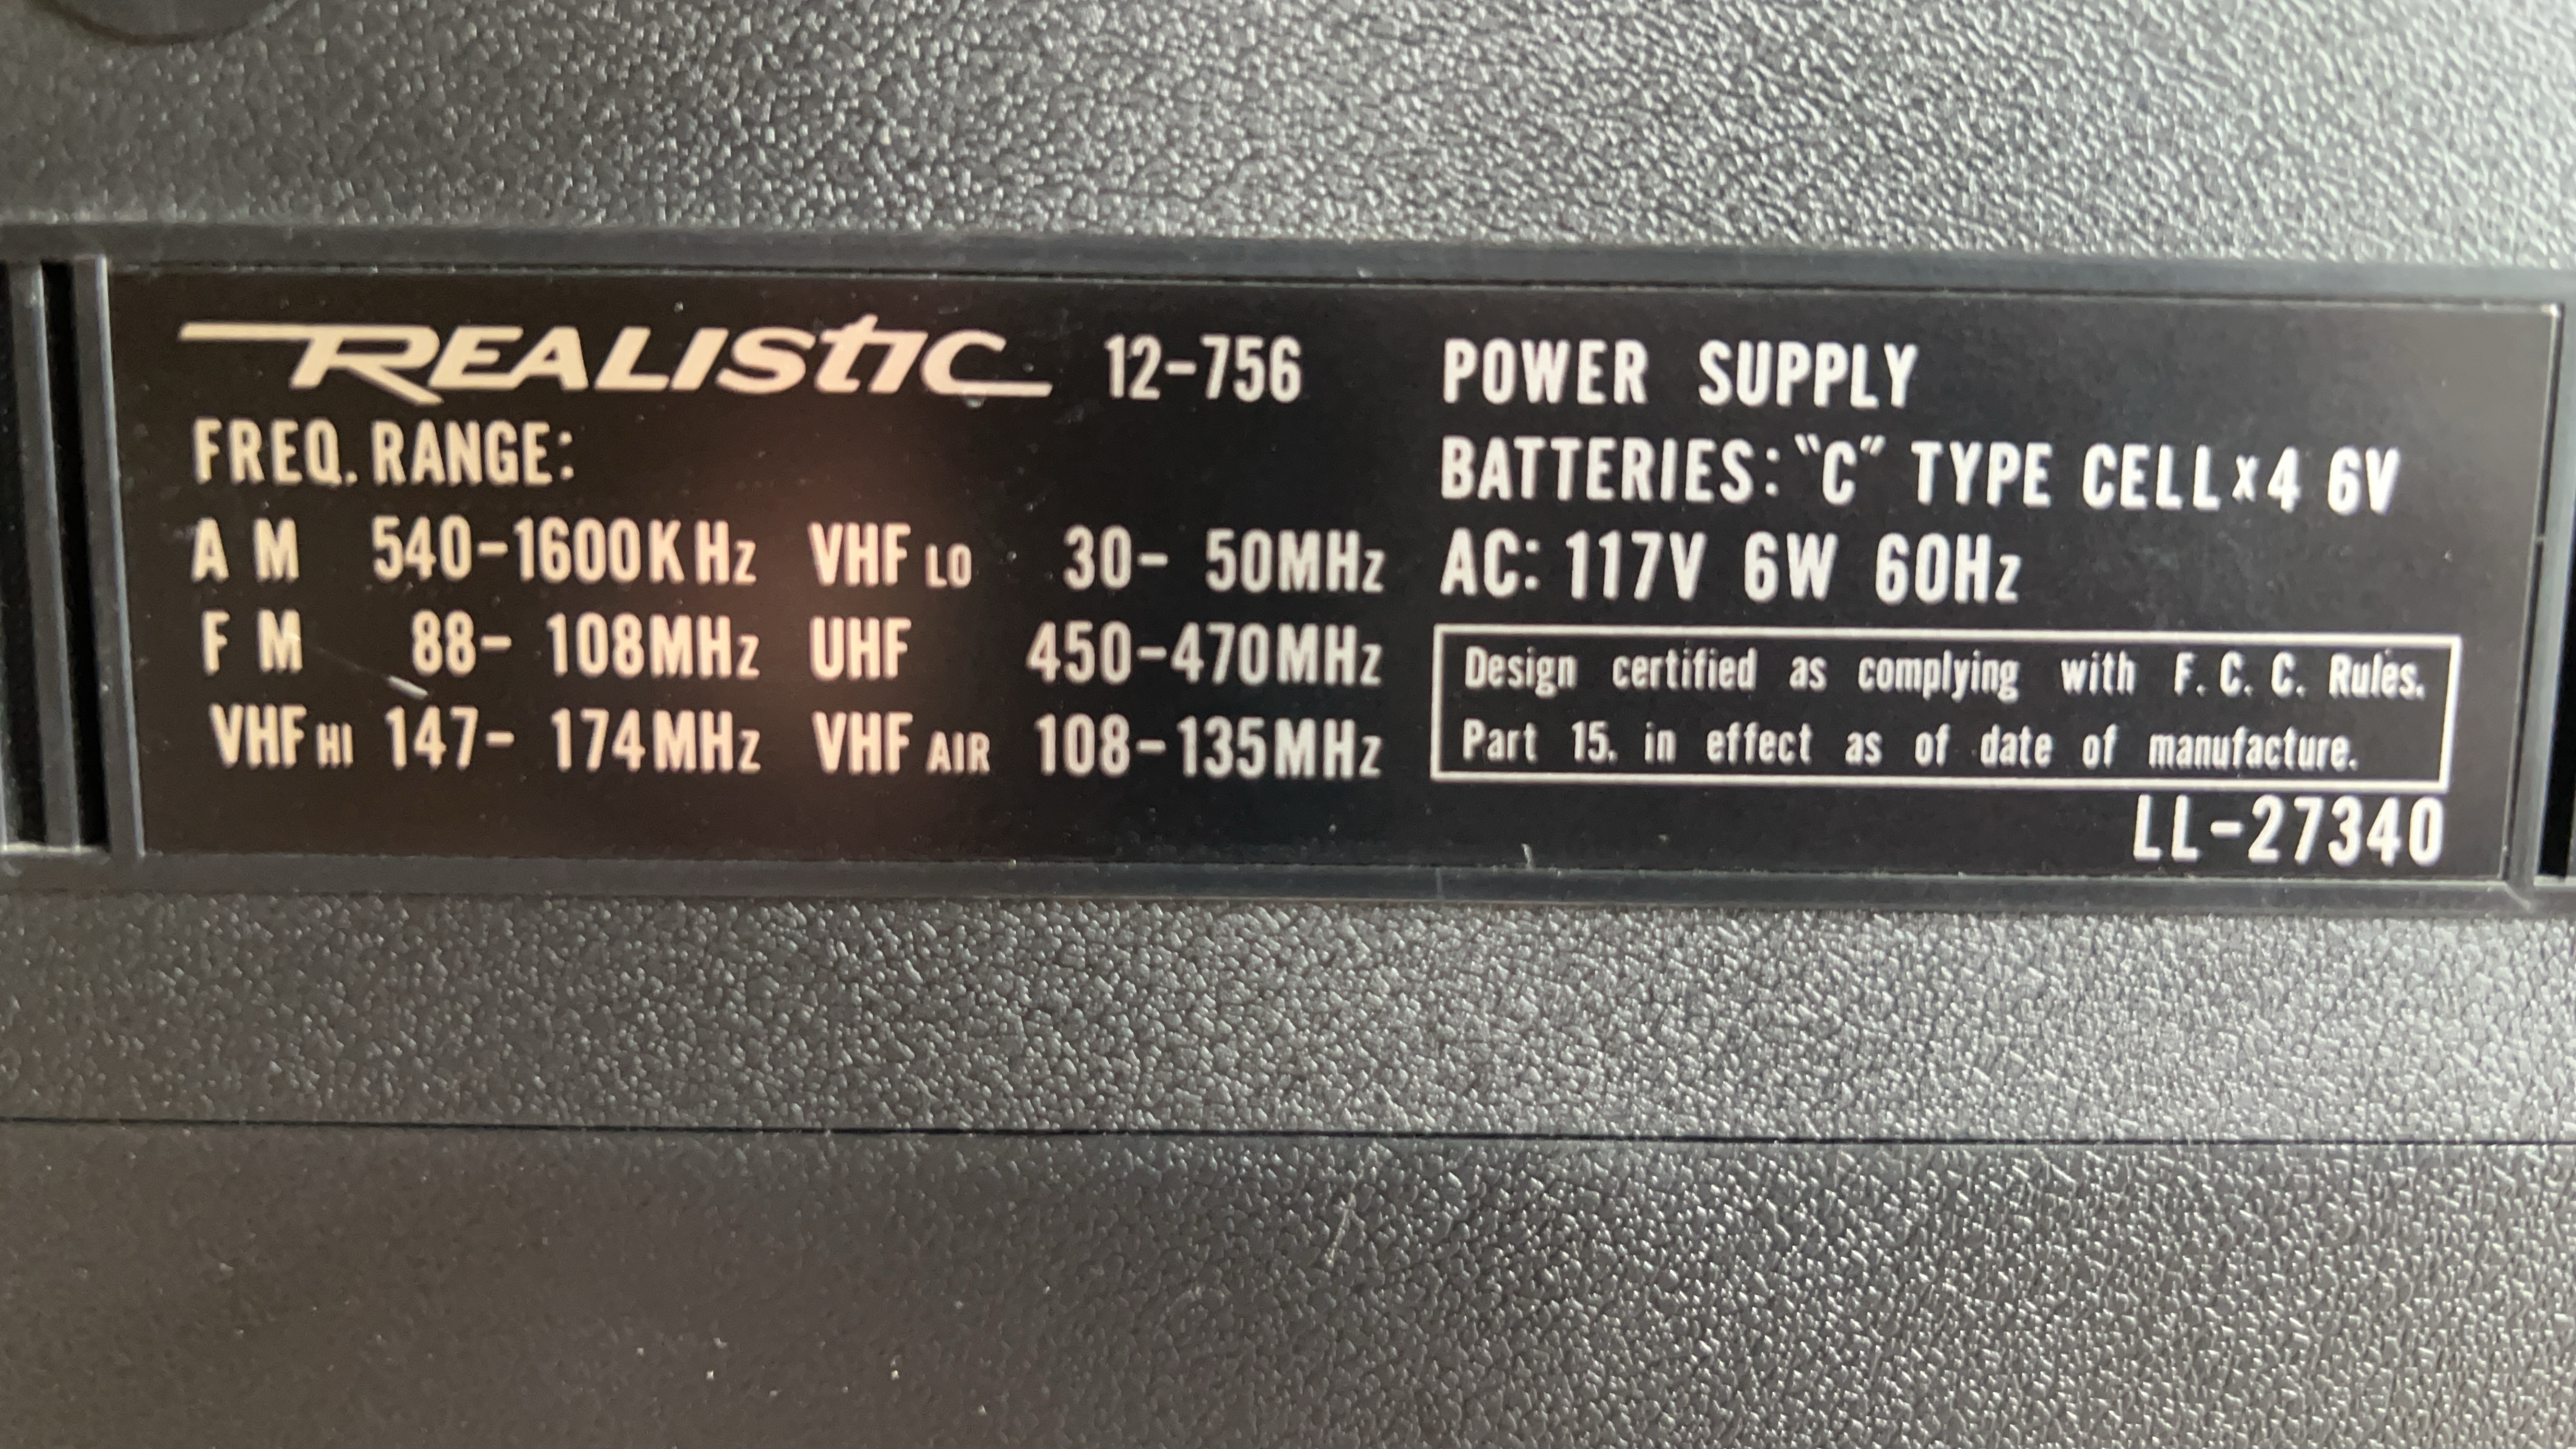 REALISTIC 12-756
FREQ. RANGE:
AM 540-1600KHz VHF LO 30- 50MHz
FM 88- 108MHz UHF 450-470MHz
VHF HI 147- 174MHz VHF AIR 108-135MHz
POWER SUPPLY
BATTERIES: "C" TYPE CELL x 4 6V
AC: 117V 6W 60Hz
Design certified as complying with F. C. C. Rules.
Part 15. in effect as of date of manufacture.
LL-27340